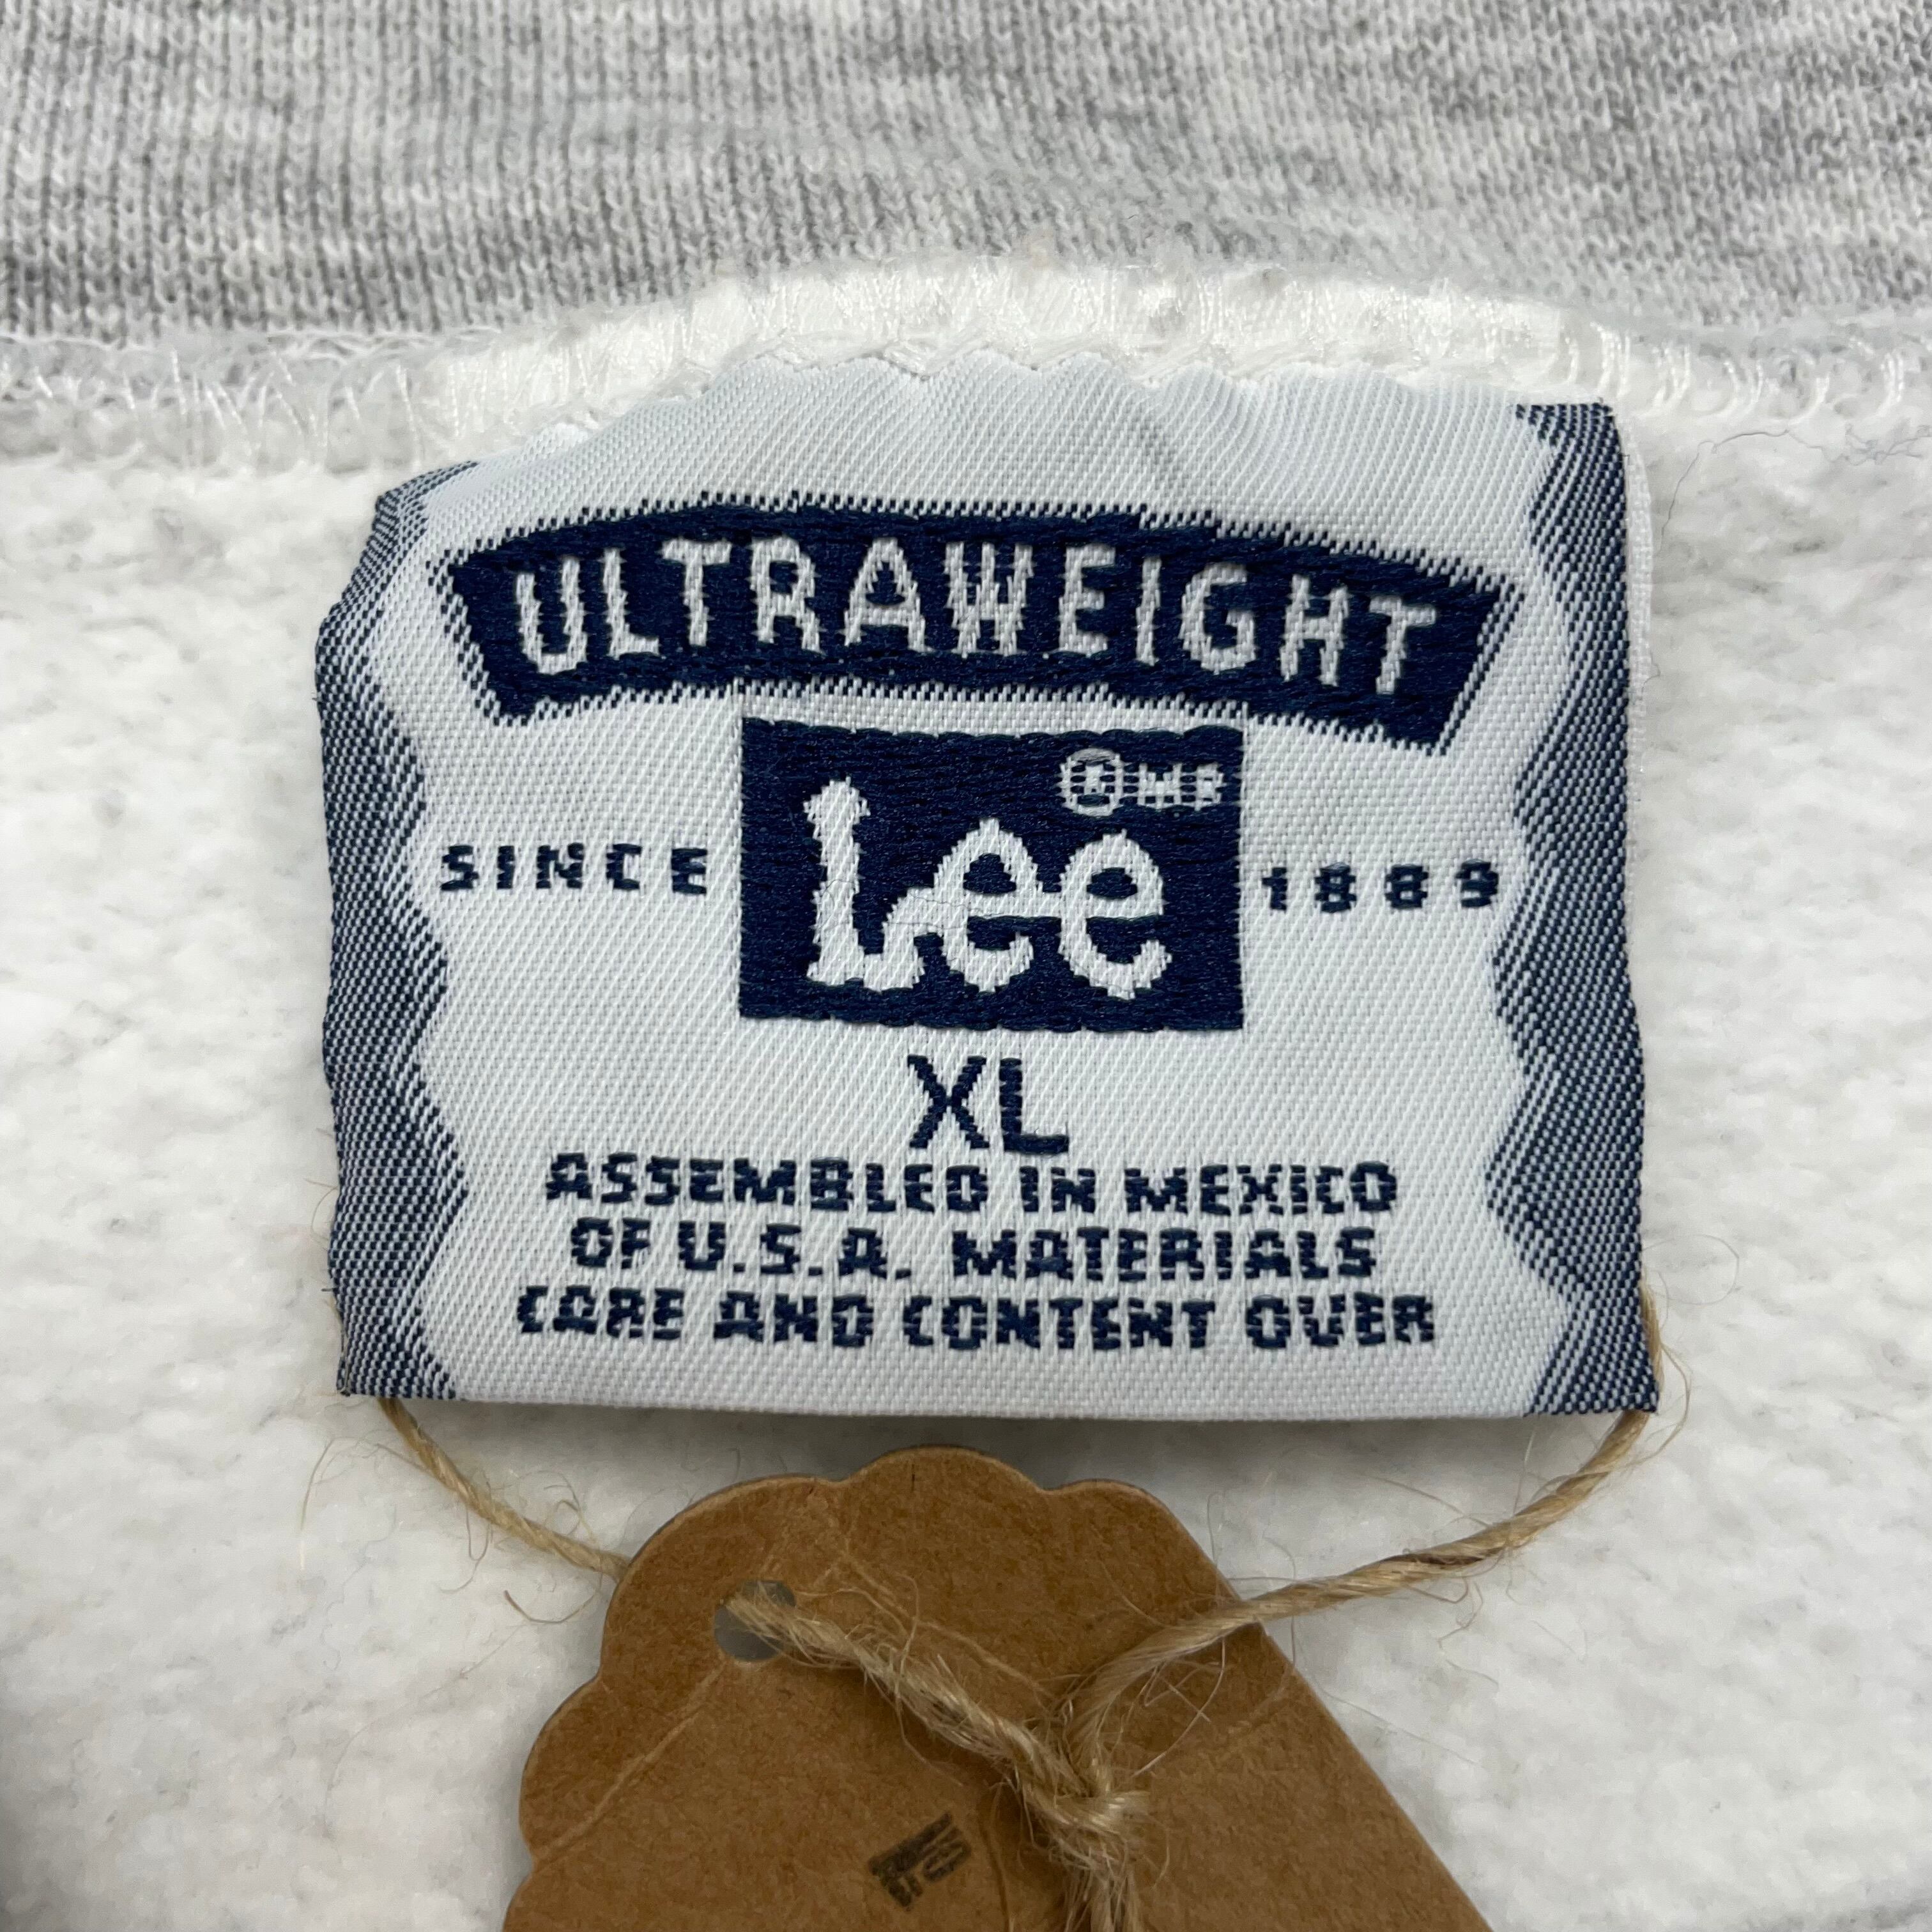 ULTRAWEIGHT
SINCE Lee ® MR 1889
XL
ASSEMBLED IN MEXICO
OF U.S.A. MATERIALS
CARE AND CONTENT OVER